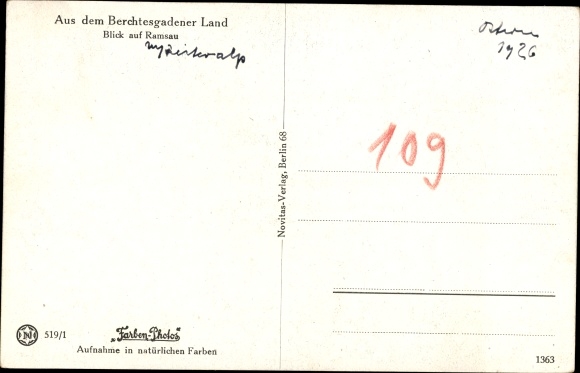 Aus dem Berchtesgadener Land
Blick auf Ramsau
Ostern
1926
109
Novitas-Verlag, Berlin 68
N
519/1
„Farben-Photos“
Aufnahme in natürlichen Farben
1363